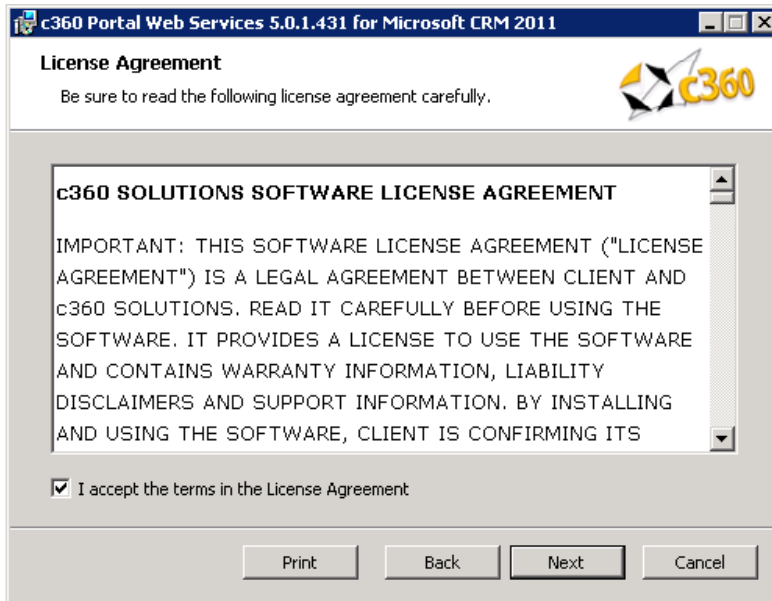 c360 Portal Web Services 5.0.1.431 for Microsoft CRM 2011
License Agreement
Be sure to read the following license agreement carefully.
c360
c360 SOLUTIONS SOFTWARE LICENSE AGREEMENT
IMPORTANT: THIS SOFTWARE LICENSE AGREEMENT ("LICENSE
AGREEMENT") IS A LEGAL AGREEMENT BETWEEN CLIENT AND
c360 SOLUTIONS. READ IT CAREFULLY BEFORE USING THE
SOFTWARE. IT PROVIDES A LICENSE TO USE THE SOFTWARE
AND CONTAINS WARRANTY INFORMATION, LIABILITY
DISCLAIMERS AND SUPPORT INFORMATION. BY INSTALLING
AND USING THE SOFTWARE, CLIENT IS CONFIRMING ITS
I accept the terms in the License Agreement
Print Back Next Cancel